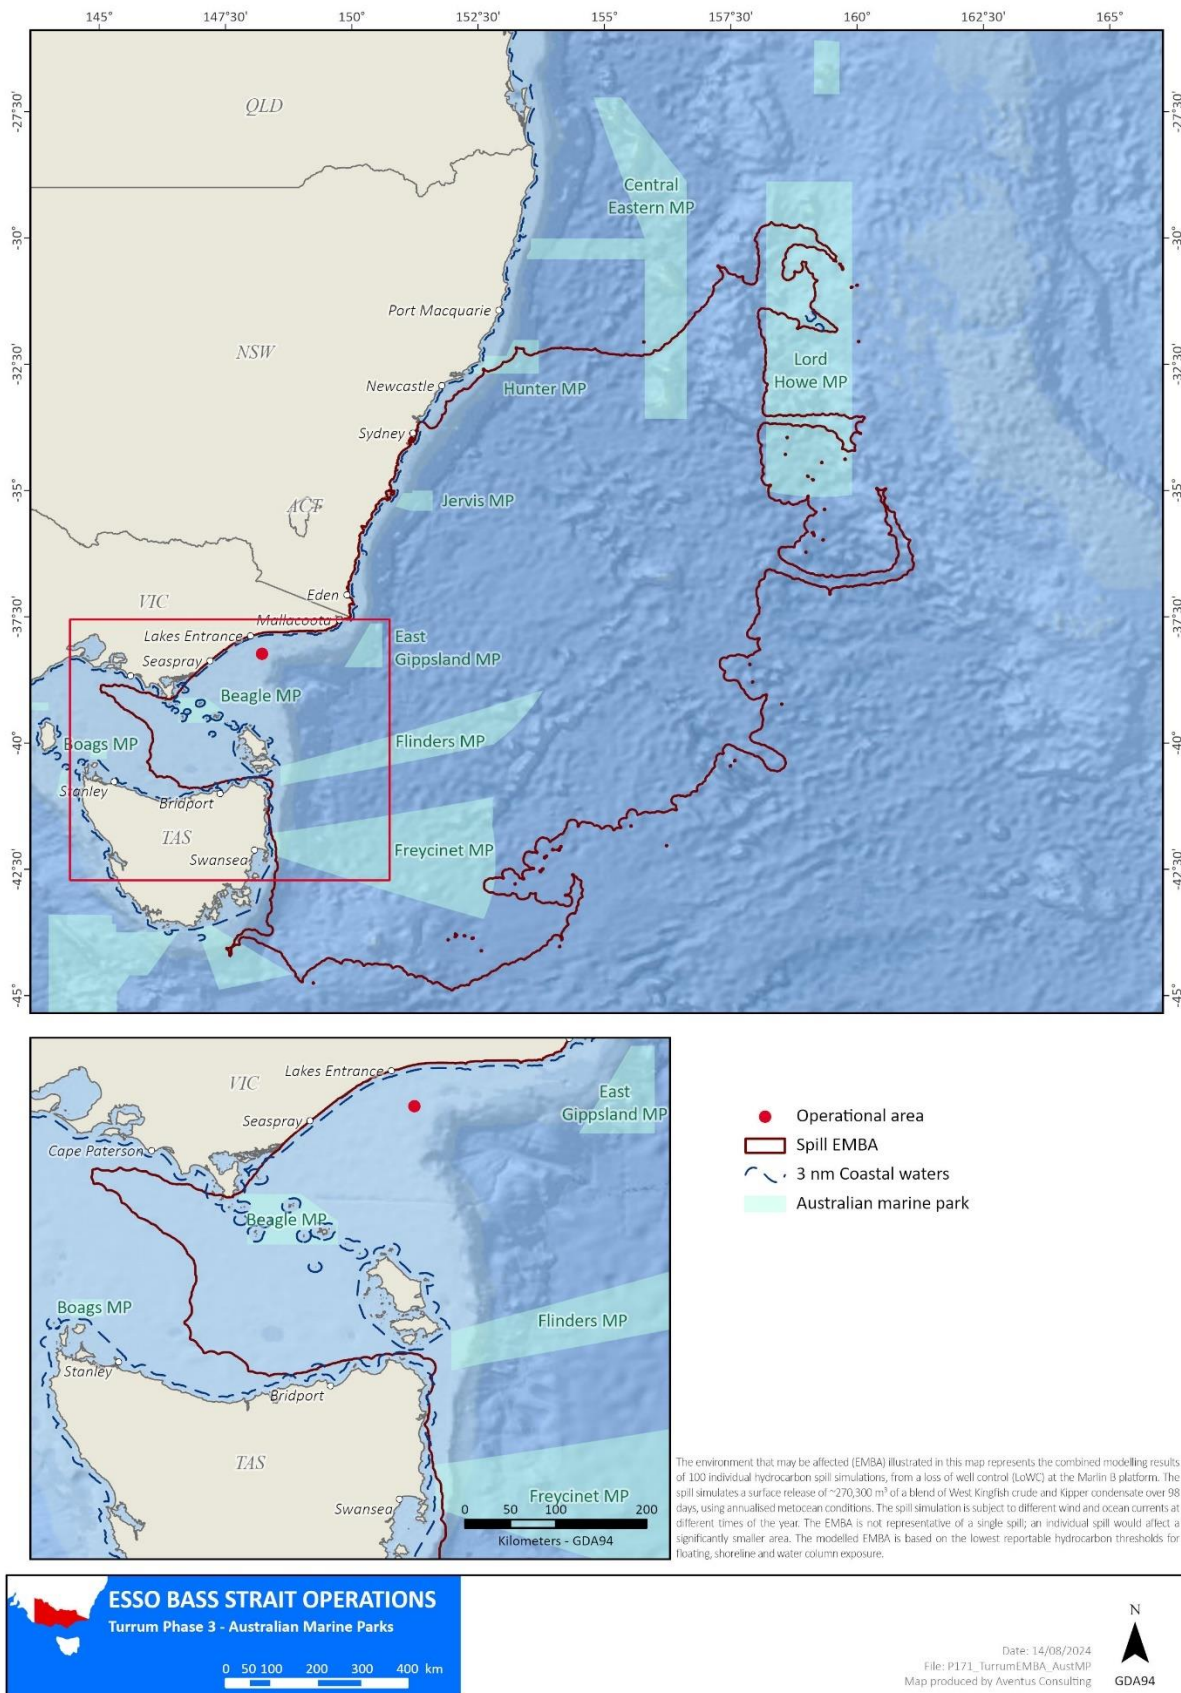 145° 147°30' 150° 152°30' 155° 157°30' 160° 162°30' 165°
-27°30' -27°30'
QLD
Central
Eastern MP
-30° -30°
Port Macquarie
NSW
-32°30' -32°30'
Lord
Howe MP
Newcastle
Hunter MP
Sydney
-35° -35°
Jervis MP
ACT
Eden
VIC
-37°30' -37°30'
Mallacoota
Lakes Entrance
East
Gippsland MP
Seaspray
Beagle MP
-40° -40°
Boags MP
Flinders MP
Stanley
Bridport
TAS
Swansea
Freycinet MP
-42°30' -42°30'
-45° -45°
VIC
Lakes Entrance
East
Gippsland MP
Seaspray
Cape Paterson
Beagle MP
Boags MP
Flinders MP
Stanley
Bridport
TAS
Swansea
Freycinet MP
0 50 100 200
Kilometers - GDA94
Operational area
Spill EMBA
3 nm Coastal waters
Australian marine park
The environment that may be affected (EMBA) illustrated in this map represents the combined modelling results
of 100 individual hydrocarbon spill simulations, from a loss of well control (LoWC) at the Marlin B platform. The
spill simulates a surface release of ~270,300 m³ of a blend of West Kingfish crude and Kipper condensate over 98
days, using annualised metocean conditions. The spill simulation is subject to different wind and ocean currents at
different times of the year. The EMBA is not representative of a single spill; an individual spill would affect a
significantly smaller area. The modelled EMBA is based on the lowest reportable hydrocarbon thresholds for
floating, shoreline and water column exposure.
ESSO BASS STRAIT OPERATIONS
Turrum Phase 3 - Australian Marine Parks
0 50 100 200 300 400 km
Date: 14/08/2024
File: P171_TurrumEMBA_AustMP
Map produced by Aventus Consulting
N
GDA94